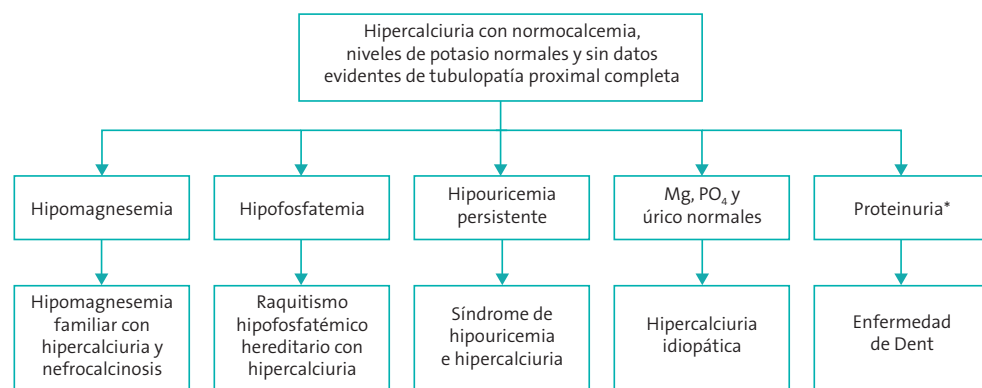 Hipercalciuria con normocalcemia,
niveles de potasio normales y sin datos
evidentes de tubulopatía proximal completa
Hipomagnesemia
Hipofosfatemia
Hipouricemia
persistente
Mg, PO₄ y
úrico normales
Proteinuria*
Hipomagnesemia
familiar con
hipercalciuria y
nefrocalcinosis
Raquitismo
hipofosfatémico
hereditario con
hipercalciuria
Síndrome de
hipouricemia
e hipercalciuria
Hipercalciuria
idiopática
Enfermedad
de Dent